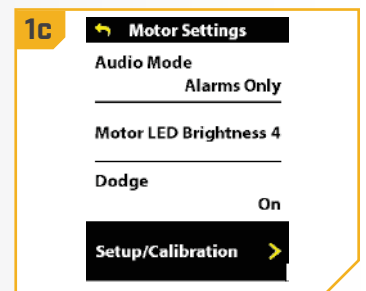 1c
Motor Settings
Audio Mode
Alarms Only
Motor LED Brightness 4
Dodge
On
Setup/Calibration >